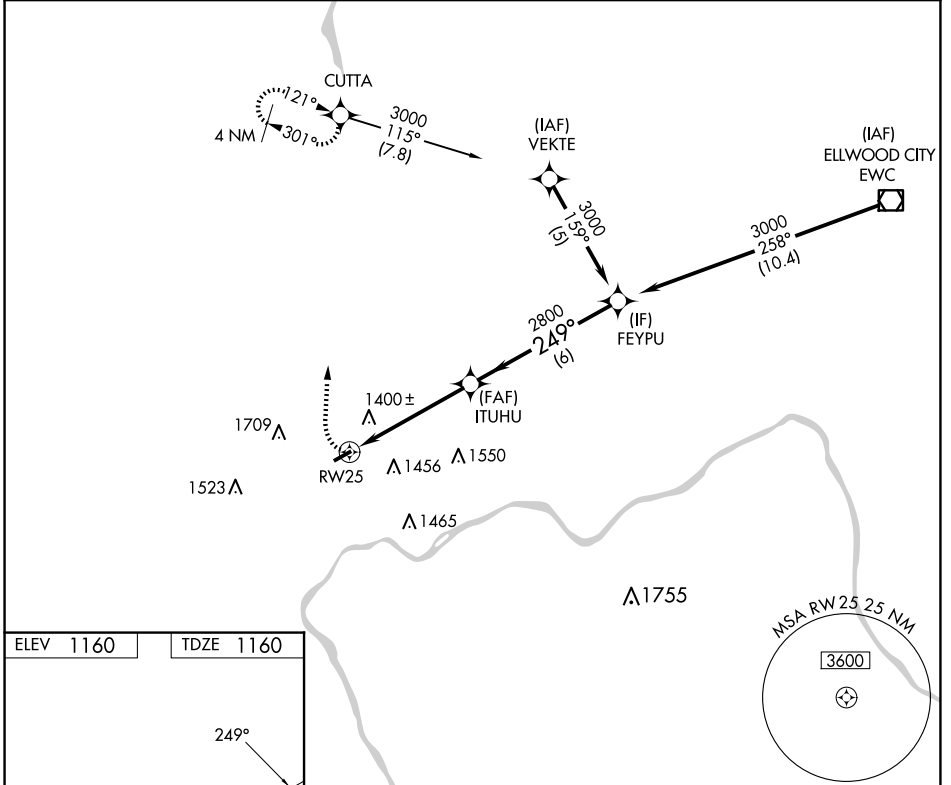 CUTTA
121°
301°
4 NM
3000
115°
(7.8)
(IAF)
VEKTE
(IAF)
ELLWOOD CITY
EWC
3000
159°
(5)
3000
258°
(10.4)
2800
249°
(6)
(IF)
FEYPU
(FAF)
ITUHU
1400±
1709
RW25
1456
1550
1523
1465
1755
MSA RW25 25 NM
3600
ELEV 1160
TDZE 1160
249°